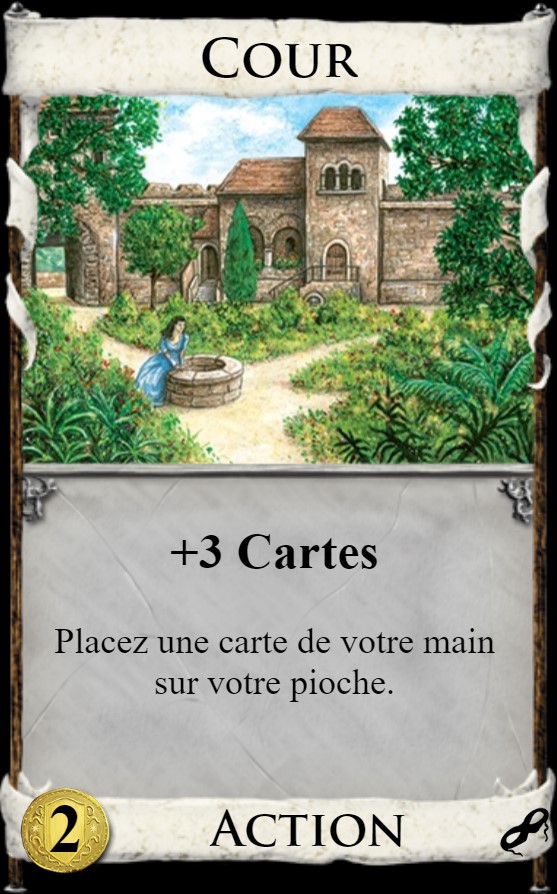 Cour
+3 Cartes
Placez une carte de votre main
sur votre pioche.
2
Action